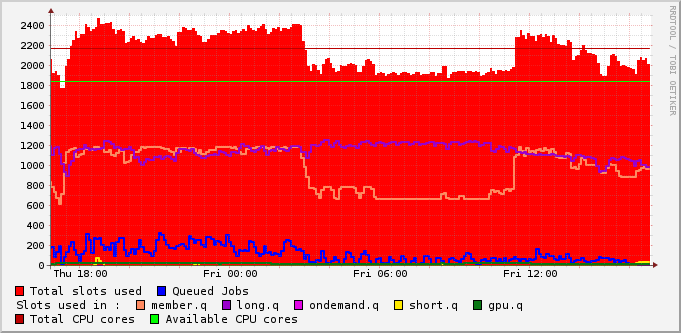 RRDTOOL / TOBI OETIKER
2400
2200
2000
1800
1600
1400
1200
1000
800
600
400
200
0
Thu 18:00 Fri 00:00 Fri 06:00 Fri 12:00
Total slots used Queued Jobs
Slots used in : member.q long.q ondemand.q short.q gpu.q
Total CPU cores Available CPU cores